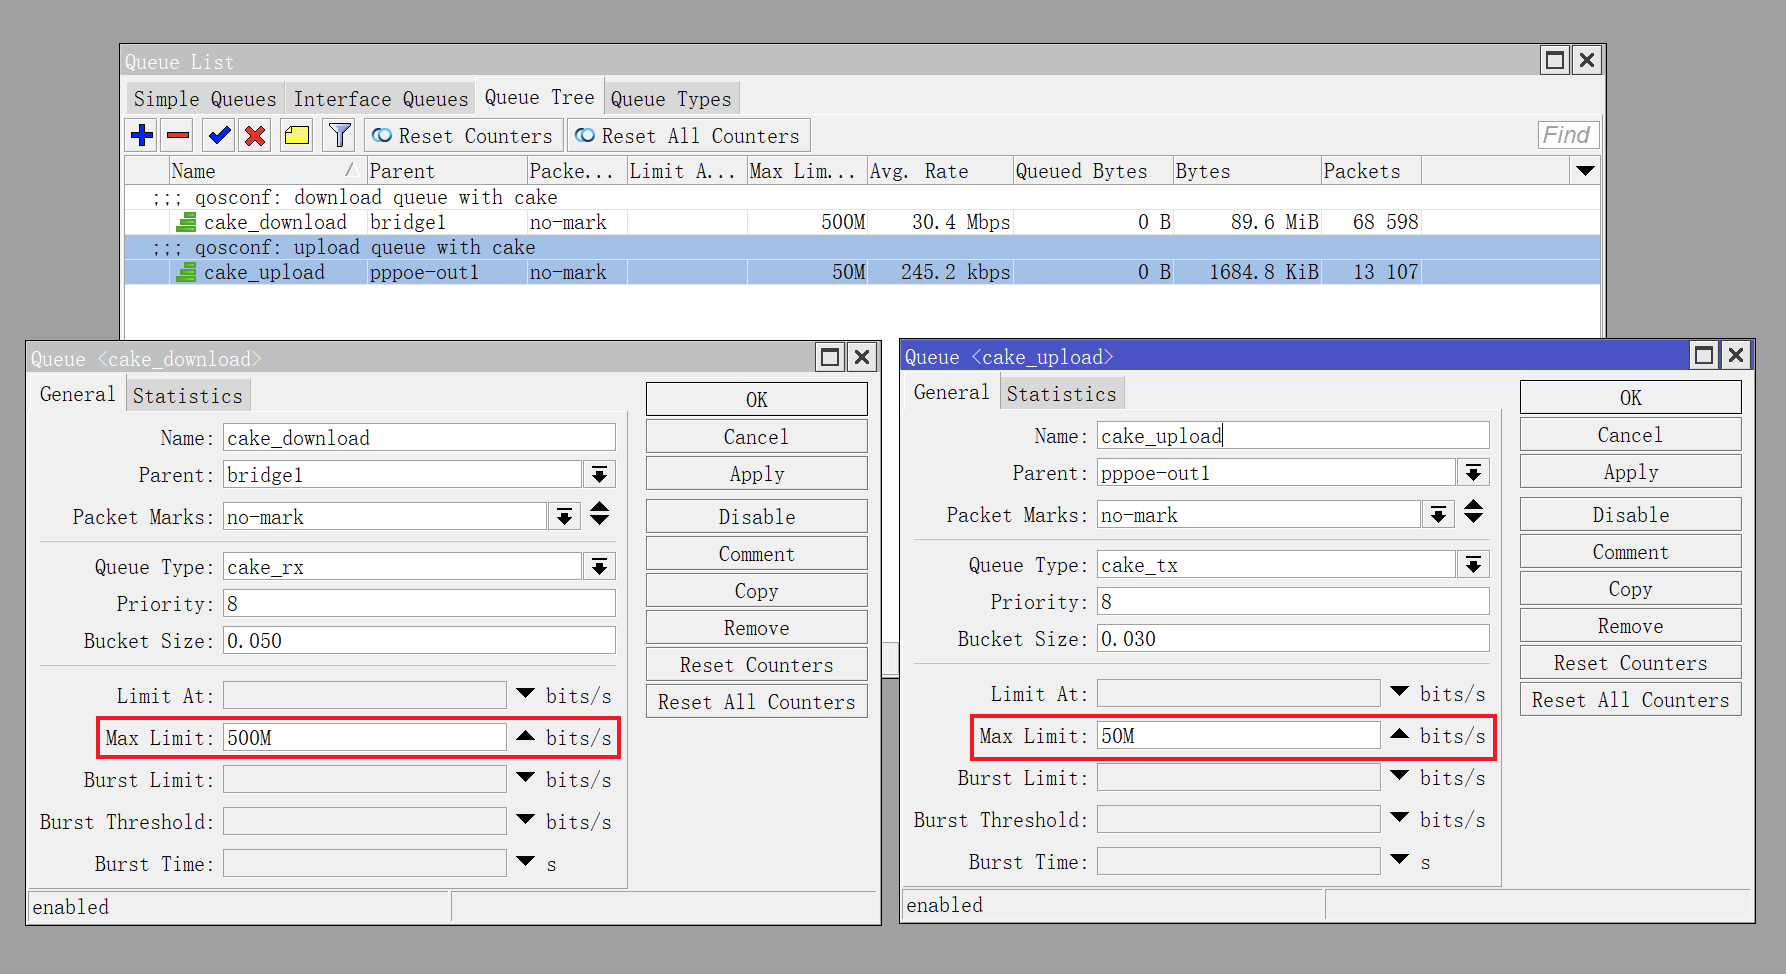 Queue List
Simple Queues Interface Queues Queue Tree Queue Types
Reset Counters Reset All Counters Find
Name Parent Packe... Limit A... Max Lim... Avg. Rate Queued Bytes Bytes Packets
;;; qosconf: download queue with cake
cake_download bridge1 no-mark 500M 30.4 Mbps 0 B 89.6 MiB 68 598
;;; qosconf: upload queue with cake
cake_upload pppoe-out1 no-mark 50M 245.2 kbps 0 B 1684.8 KiB 13 107
Queue <cake_download>
General Statistics
Name: cake_download
Parent: bridge1
Packet Marks: no-mark
Queue Type: cake_rx
Priority: 8
Bucket Size: 0.050
Limit At: bits/s
Max Limit: 500M bits/s
Burst Limit: bits/s
Burst Threshold: bits/s
Burst Time: s
enabled
OK
Cancel
Apply
Disable
Comment
Copy
Remove
Reset Counters
Reset All Counters
Queue <cake_upload>
General Statistics
Name: cake_upload
Parent: pppoe-out1
Packet Marks: no-mark
Queue Type: cake_tx
Priority: 8
Bucket Size: 0.030
Limit At: bits/s
Max Limit: 50M bits/s
Burst Limit: bits/s
Burst Threshold: bits/s
Burst Time: s
enabled
OK
Cancel
Apply
Disable
Comment
Copy
Remove
Reset Counters
Reset All Counters